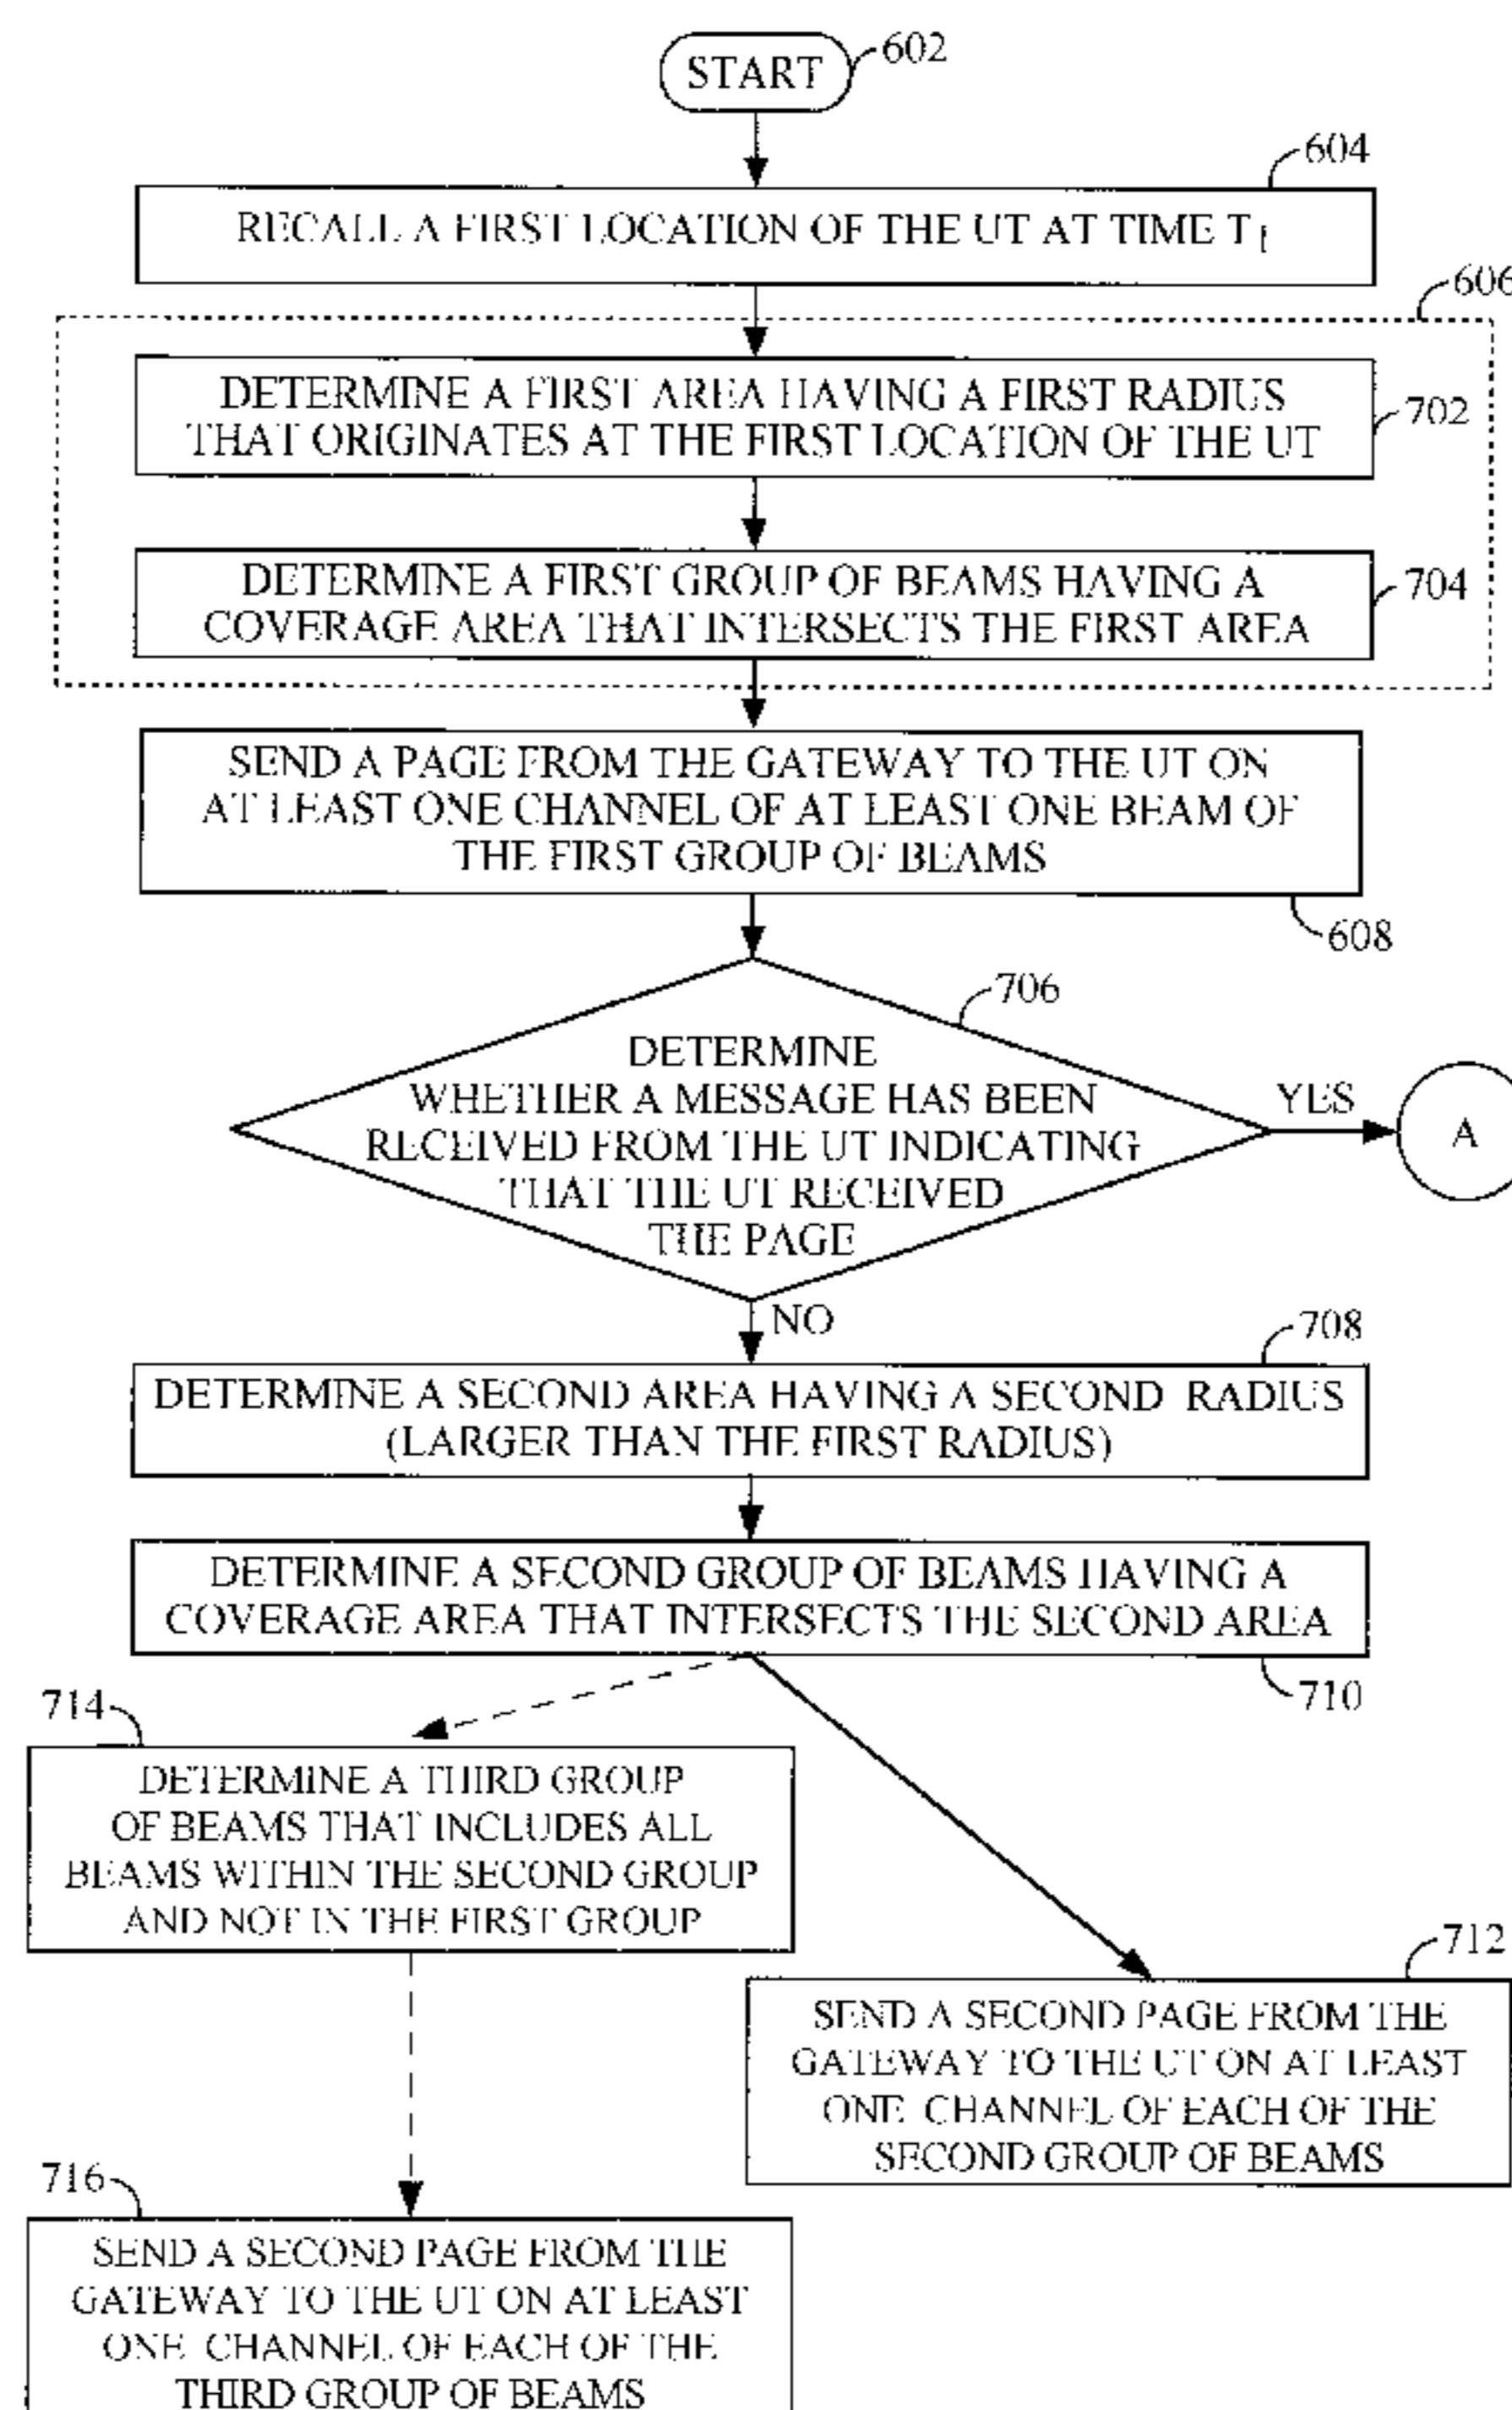 START
602
604
RECALL A FIRST LOCATION OF THE UT AT TIME T1
606
DETERMINE A FIRST AREA HAVING A FIRST RADIUS
THAT ORIGINATES AT THE FIRST LOCATION OF THE UT
702
DETERMINE A FIRST GROUP OF BEAMS HAVING A
COVERAGE AREA THAT INTERSECTS THE FIRST AREA
704
SEND A PAGE FROM THE GATEWAY TO THE UT ON
AT LEAST ONE CHANNEL OF AT LEAST ONE BEAM OF
THE FIRST GROUP OF BEAMS
608
706
DETERMINE
WHETHER A MESSAGE HAS BEEN
RECEIVED FROM THE UT INDICATING
THAT THE UT RECEIVED
THE PAGE
YES
A
NO
708
DETERMINE A SECOND AREA HAVING A SECOND RADIUS
(LARGER THAN THE FIRST RADIUS)
DETERMINE A SECOND GROUP OF BEAMS HAVING A
COVERAGE AREA THAT INTERSECTS THE SECOND AREA
710
714
DETERMINE A THIRD GROUP
OF BEAMS THAT INCLUDES ALL
BEAMS WITHIN THE SECOND GROUP
AND NOT IN THE FIRST GROUP
712
SEND A SECOND PAGE FROM THE
GATEWAY TO THE UT ON AT LEAST
ONE CHANNEL OF EACH OF THE
SECOND GROUP OF BEAMS
716
SEND A SECOND PAGE FROM THE
GATEWAY TO THE UT ON AT LEAST
ONE CHANNEL OF EACH OF THE
THIRD GROUP OF BEAMS